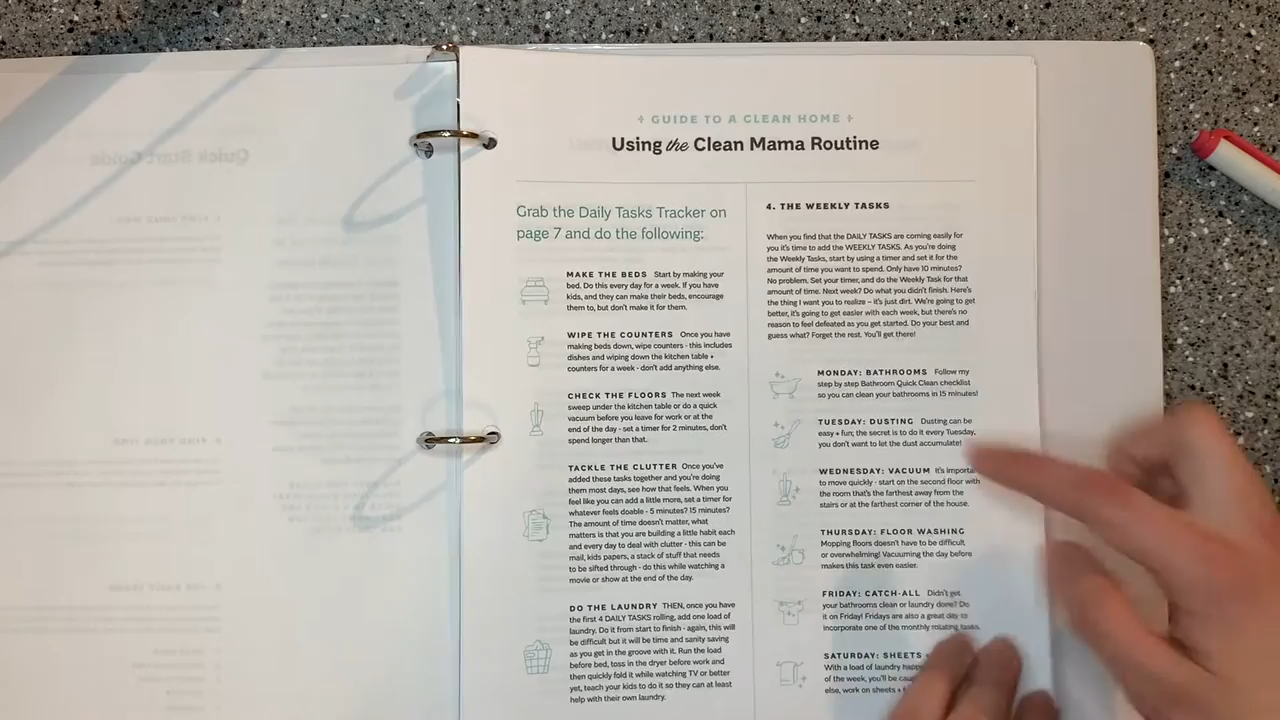 + GUIDE TO A CLEAN HOME +
Using the Clean Mama Routine
Grab the Daily Tasks Tracker on
page 7 and do the following:
MAKE THE BEDS Start by making your
bed. Do this every day for a week. If you have
kids, and they can make their beds, encourage
them to, but don't make it for them.
WIPE THE COUNTERS Once you have
making beds down, wipe counters - this includes
dishes and wiping down the kitchen table +
counters for a week - don't add anything else.
CHECK THE FLOORS The next week
sweep under the kitchen table or do a quick
vacuum before you leave for work or at the
end of the day - set a timer for 2 minutes, don't
spend longer than that.
TACKLE THE CLUTTER Once you've
added these tasks together and you're doing
them most days, see how that feels. When you
feel like you can add a little more, set a timer for
whatever feels doable - 5 minutes? 15 minutes?
The amount of time doesn't matter, what
matters is that you are building a little habit each
and every day to deal with clutter - this can be
mail, kids papers, a stack of stuff that needs
to be sifted through - do this while watching a
movie or show at the end of the day.
DO THE LAUNDRY THEN, once you have
the first 4 DAILY TASKS rolling, add one load of
laundry. Do it from start to finish - again, this will
be difficult but it will be time and sanity saving
as you get in the groove with it. Run the load
before bed, toss in the dryer before work and
then quickly fold it while watching TV or better
yet, teach your kids to do it so they can at least
help with their own laundry.
4. THE WEEKLY TASKS
When you find that the DAILY TASKS are coming easily for
you it's time to add the WEEKLY TASKS. As you're doing
the Weekly Tasks, start by using a timer and set it for the
amount of time you want to spend. Only have 10 minutes?
No problem. Set your timer, and do the Weekly Task for that
amount of time. Next week? Do what you didn't finish. Here's
the thing I want you to realize – it's just dirt. We're going to get
better, it's going to get easier with each week, but there's no
reason to feel defeated as you get started. Do your best and
guess what? Forget the rest. You'll get there!
MONDAY: BATHROOMS Follow my
step by step Bathroom Quick Clean checklist
so you can clean your bathrooms in 15 minutes!
TUESDAY: DUSTING Dusting can be
easy + fun; the secret is to do it every Tuesday,
you don't want to let the dust accumulate!
WEDNESDAY: VACUUM It's
to move quickly - start on the second floor with
the room that's the farthest away from the
stairs or at the farthest corner of the house.
THURSDAY: FLOOR WASHING
Mopping floors doesn't have to be difficult,
or overwhelming! Vacuuming the day before
makes this task even easier.
FRIDAY: CATCH-ALL Didn't get
your bathrooms clean or laundry done? Do
it on Friday! Fridays are also a great day to
incorporate one of the monthly rotating tasks.
SATURDAY: SHEETS
With a load of laundry
of the week, you'll be
else, work on sheets +
Quick Start Guide